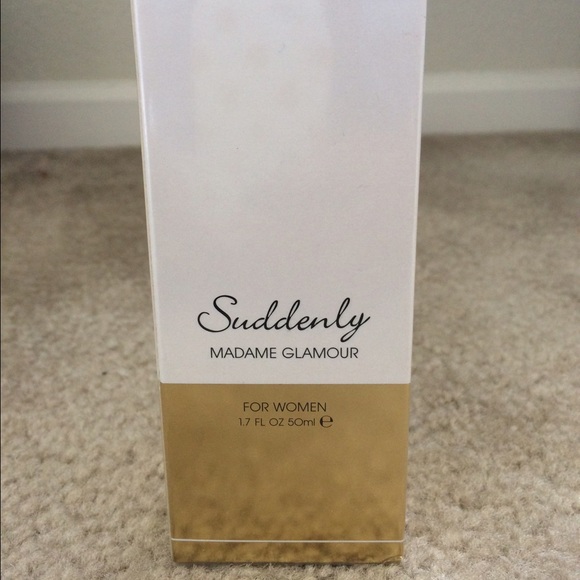 Suddenly
MADAME GLAMOUR
FOR WOMEN
1.7 FL OZ 50ml ℮